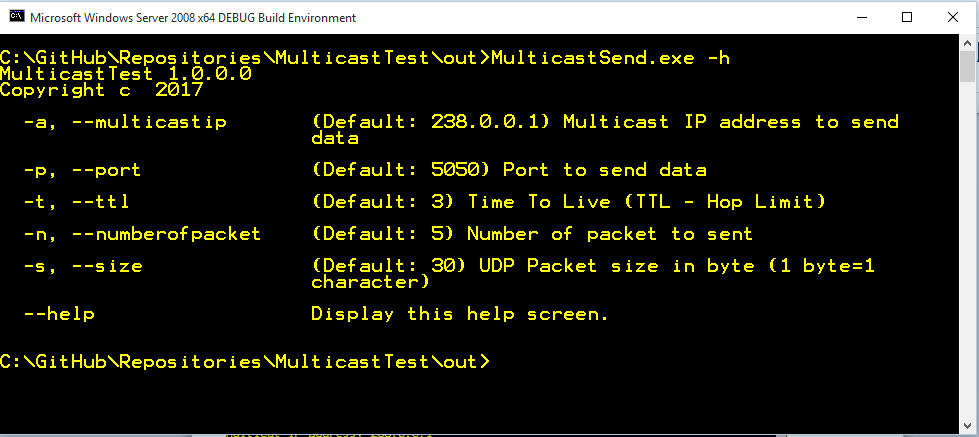 Microsoft Windows Server 2008 x64 DEBUG Build Environment
C:\GitHub\Repositories\MulticastTest\out>MulticastSend.exe -h
MulticastTest 1.0.0.0
Copyright c  2017
-a, --multicastip (Default: 238.0.0.1) Multicast IP address to send
data
-p, --port (Default: 5050) Port to send data
-t, --ttl (Default: 3) Time To Live (TTL - Hop Limit)
-n, --numberofpacket (Default: 5) Number of packet to sent
-s, --size (Default: 30) UDP Packet size in byte (1 byte=1
character)
--help Display this help screen.
C:\GitHub\Repositories\MulticastTest\out>